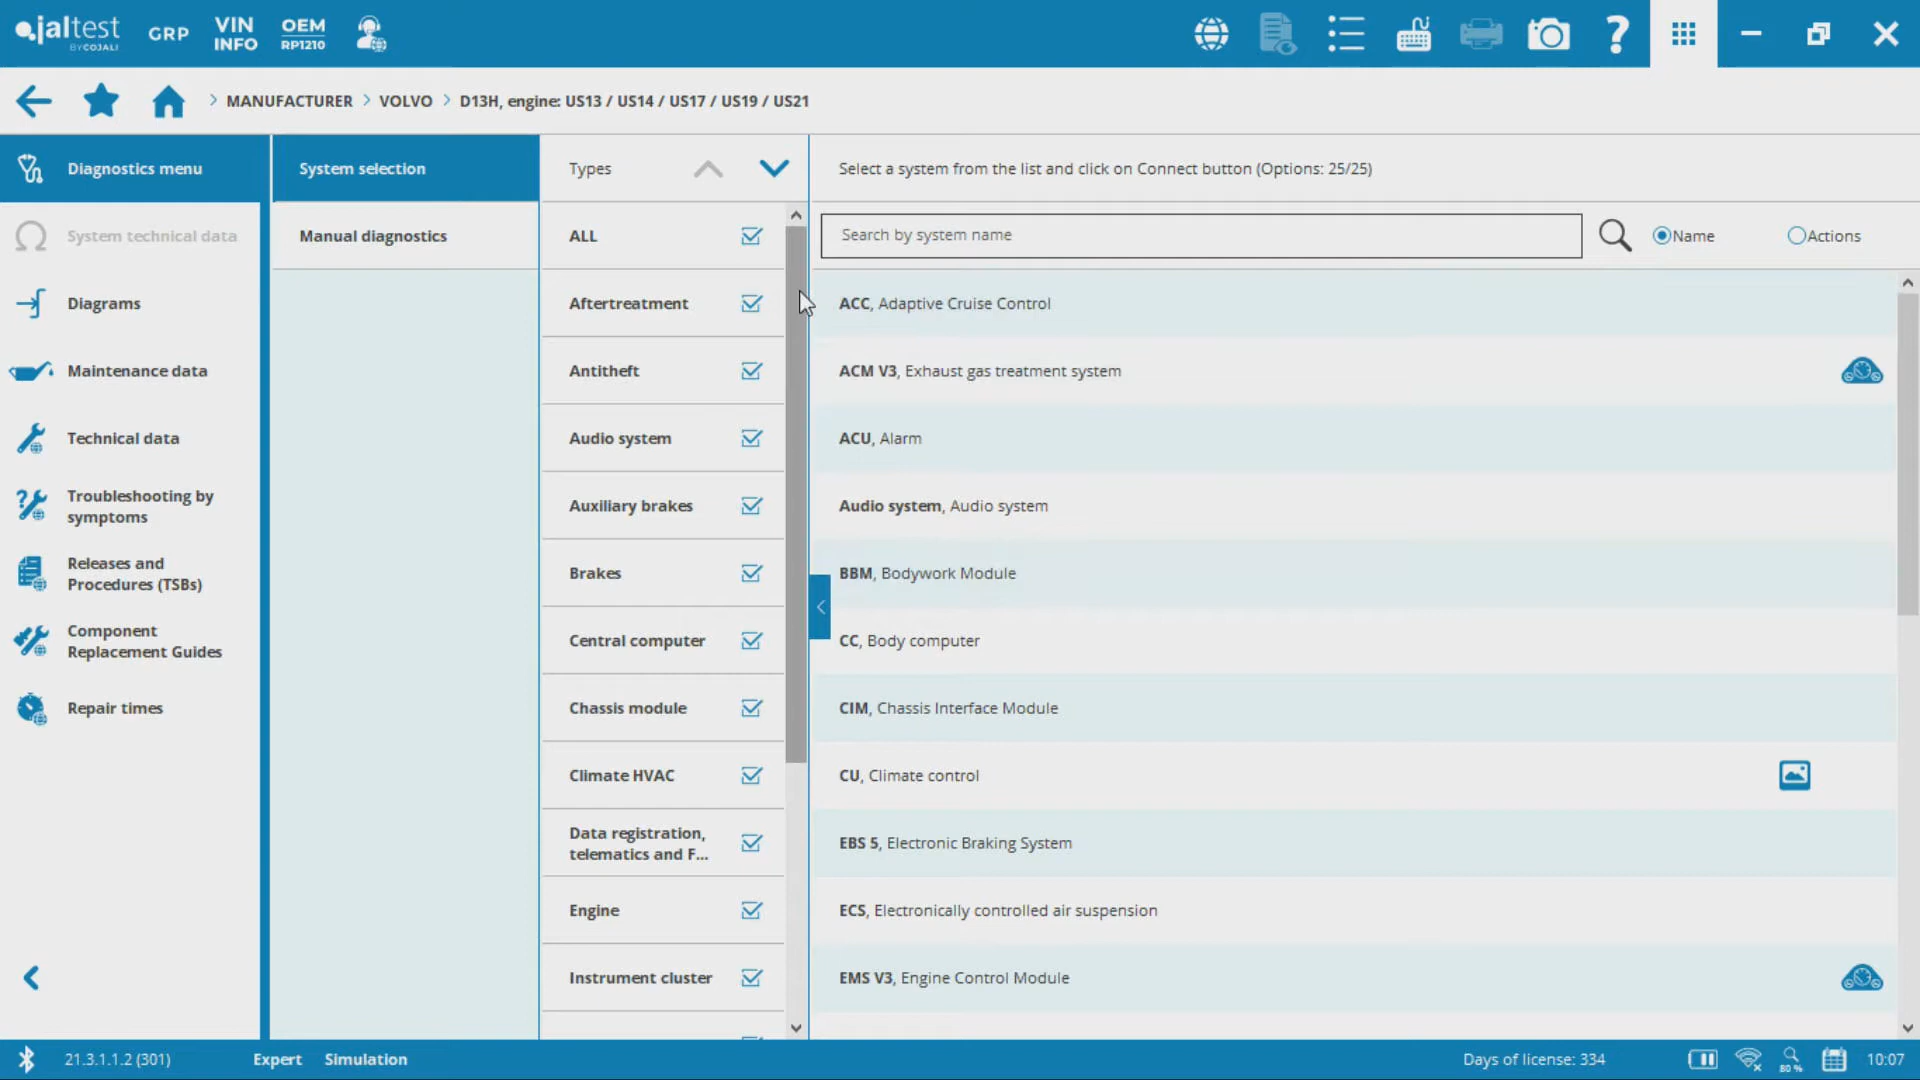 jaltest
BY COJALI
GRP
VIN
INFO
OEM
RP1210
> MANUFACTURER > VOLVO > D13H, engine: US13 / US14 / US17 / US19 / US21
Diagnostics menu
System technical data
Diagrams
Maintenance data
Technical data
Troubleshooting by
symptoms
Releases and
Procedures (TSBs)
Component
Replacement Guides
Repair times
System selection
Manual diagnostics
Types
ALL
Aftertreatment
Antitheft
Audio system
Auxiliary brakes
Brakes
Central computer
Chassis module
Climate HVAC
Data registration,
telematics and F...
Engine
Instrument cluster
Select a system from the list and click on Connect button (Options: 25/25)
Search by system name
Name
Actions
ACC, Adaptive Cruise Control
ACM V3, Exhaust gas treatment system
ACU, Alarm
Audio system, Audio system
BBM, Bodywork Module
CC, Body computer
CIM, Chassis Interface Module
CU, Climate control
EBS 5, Electronic Braking System
ECS, Electronically controlled air suspension
EMS V3, Engine Control Module
21.3.1.1.2 (301)
Expert
Simulation
Days of license: 334
80 %
10:07